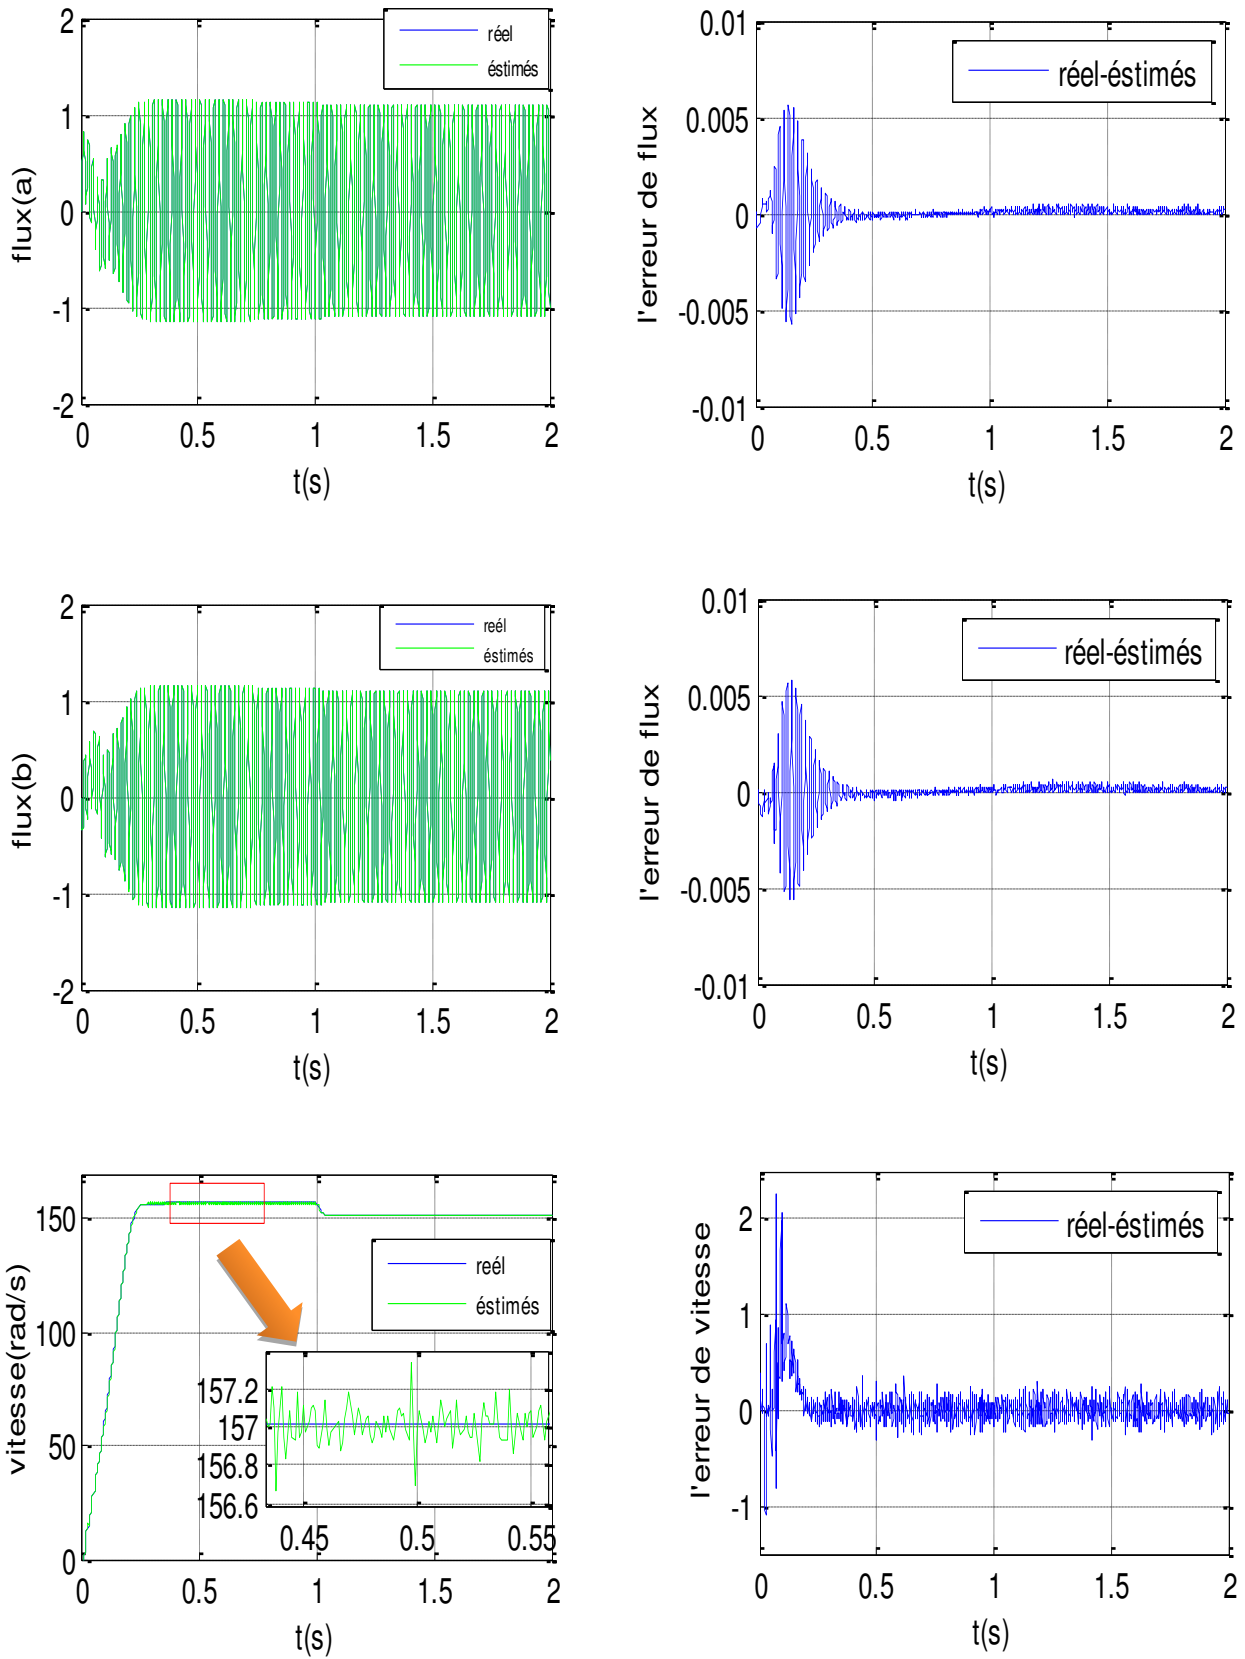 2
1
0
-1
-2
flux(a)
réel
éstimés
0 0.5 1 1.5 2
t(s)
0.01
0.005
0
-0.005
-0.01
l'erreur de flux
réel-éstimés
0 0.5 1 1.5 2
t(s)
2
1
0
-1
-2
flux(b)
reél
éstimés
0 0.5 1 1.5 2
t(s)
0.01
0.005
0
-0.005
-0.01
l'erreur de flux
réel-éstimés
0 0.5 1 1.5 2
t(s)
150
100
50
0
vitesse(rad/s)
reél
éstimés
157.2
157
156.8
156.6
0.45 0.5 0.55
0 0.5 1 1.5 2
t(s)
2
1
0
-1
l'erreur de vitesse
réel-éstimés
0 0.5 1 1.5 2
t(s)